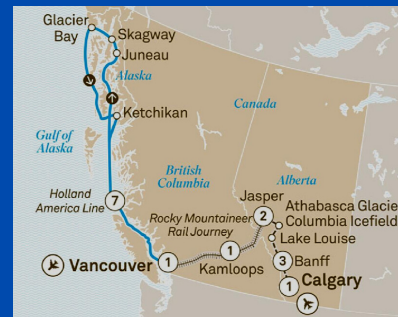 Glacier
Bay
Skagway
Juneau
Alaska
Ketchikan
Canada
Gulf of
Alaska
British
Columbia
Alberta
Holland
America Line
7
Jasper
2
Athabasca Glacie
Columbia Icefield
Rocky Mountaineer
Rail Journey
Lake Louise
1
Kamloops
3
Banff
Vancouver
1
Calgary
1